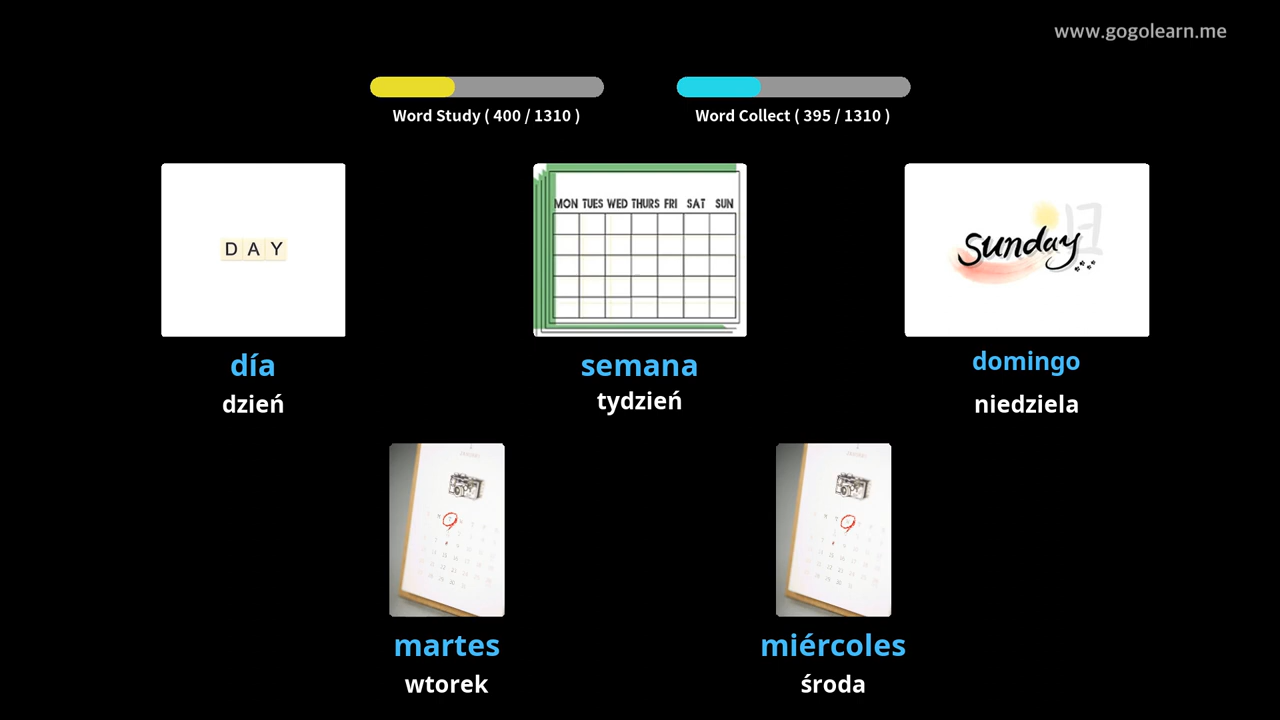 www.gogolearn.me
Word Study ( 400 / 1310 )
Word Collect ( 395 / 1310 )
DAY
MON TUES WED THURS FRI SAT SUN
Sunday
día
semana
domingo
dzień
tydzień
niedziela
martes
miércoles
wtorek
środa